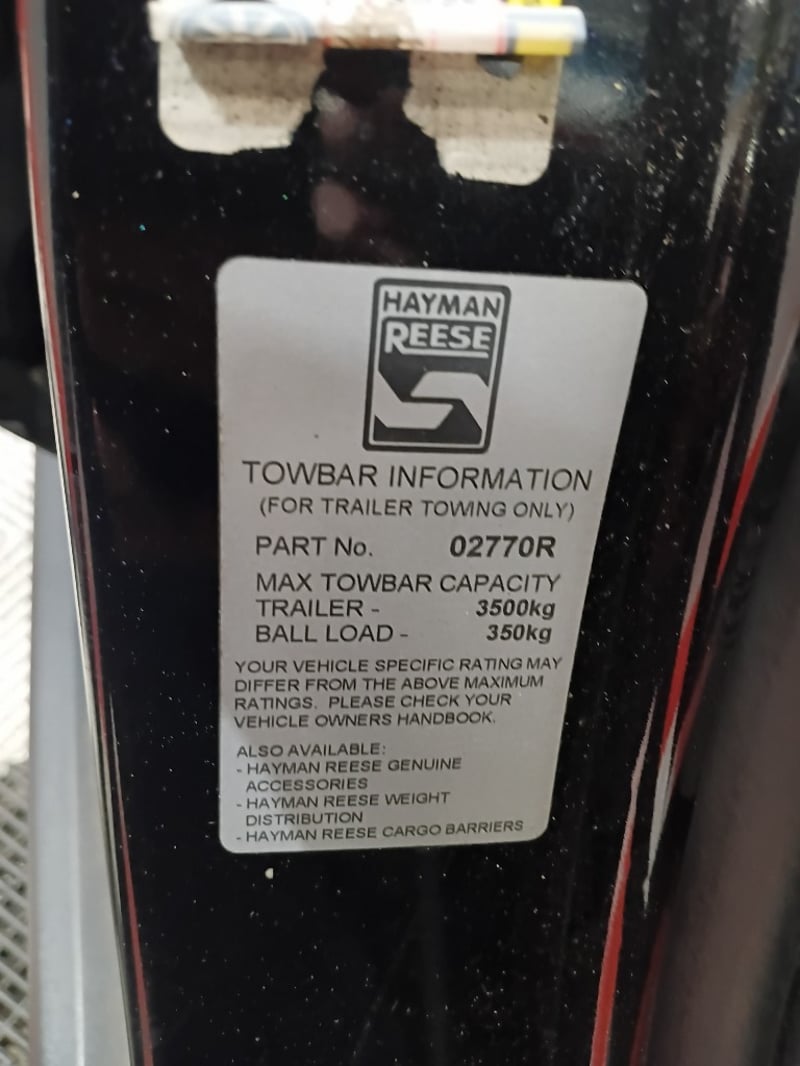 HAYMAN
REESE
TOWBAR INFORMATION
(FOR TRAILER TOWING ONLY)
PART No. 02770R
MAX TOWBAR CAPACITY
TRAILER - 3500kg
BALL LOAD - 350kg
YOUR VEHICLE SPECIFIC RATING MAY
DIFFER FROM THE ABOVE MAXIMUM
RATINGS. PLEASE CHECK YOUR
VEHICLE OWNERS HANDBOOK.
ALSO AVAILABLE:
- HAYMAN REESE GENUINE
ACCESSORIES
- HAYMAN REESE WEIGHT
DISTRIBUTION
- HAYMAN REESE CARGO BARRIERS